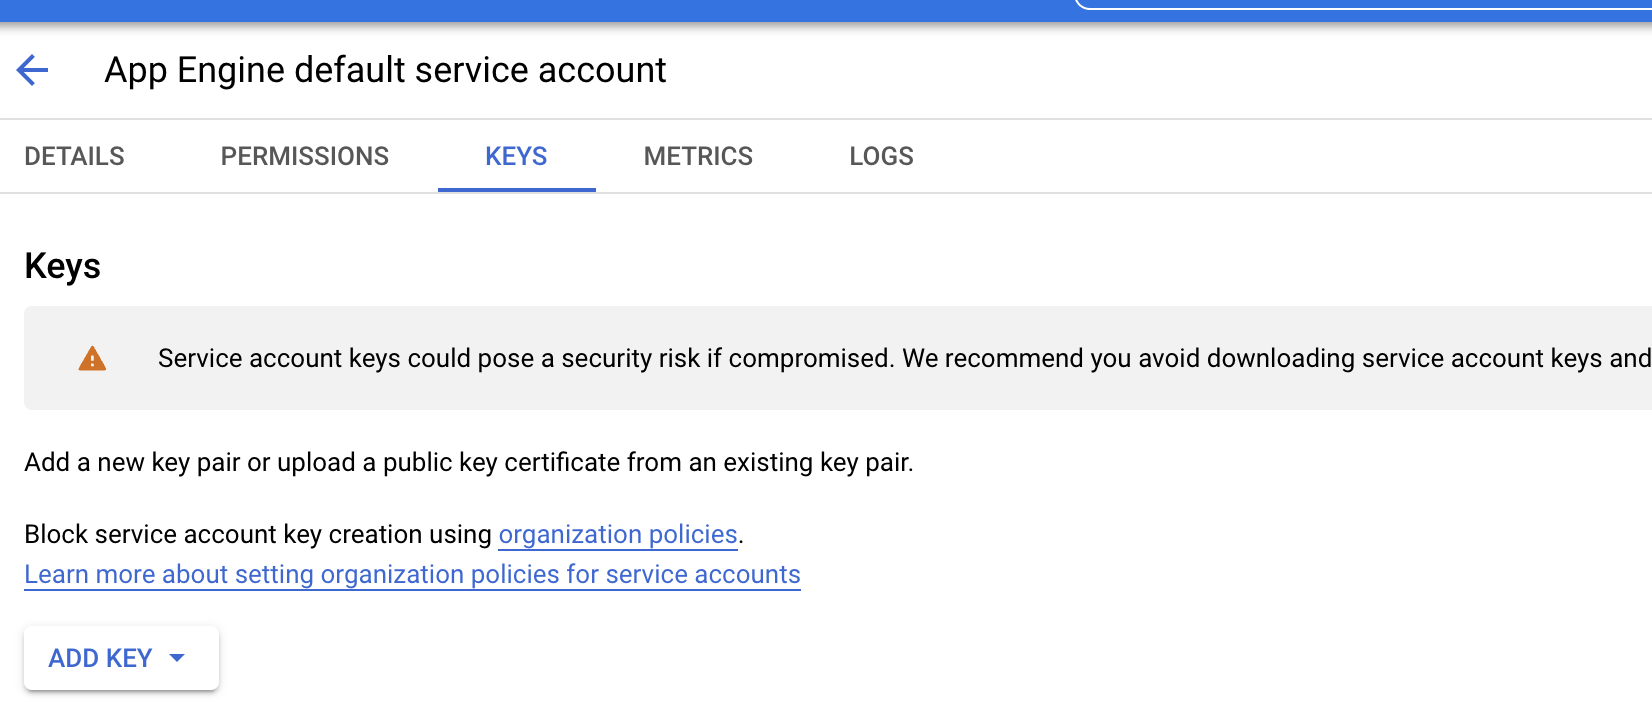 App Engine default service account
DETAILS PERMISSIONS KEYS METRICS LOGS
Keys
Service account keys could pose a security risk if compromised. We recommend you avoid downloading service account keys and
Add a new key pair or upload a public key certificate from an existing key pair.
Block service account key creation using organization policies.
Learn more about setting organization policies for service accounts
ADD KEY